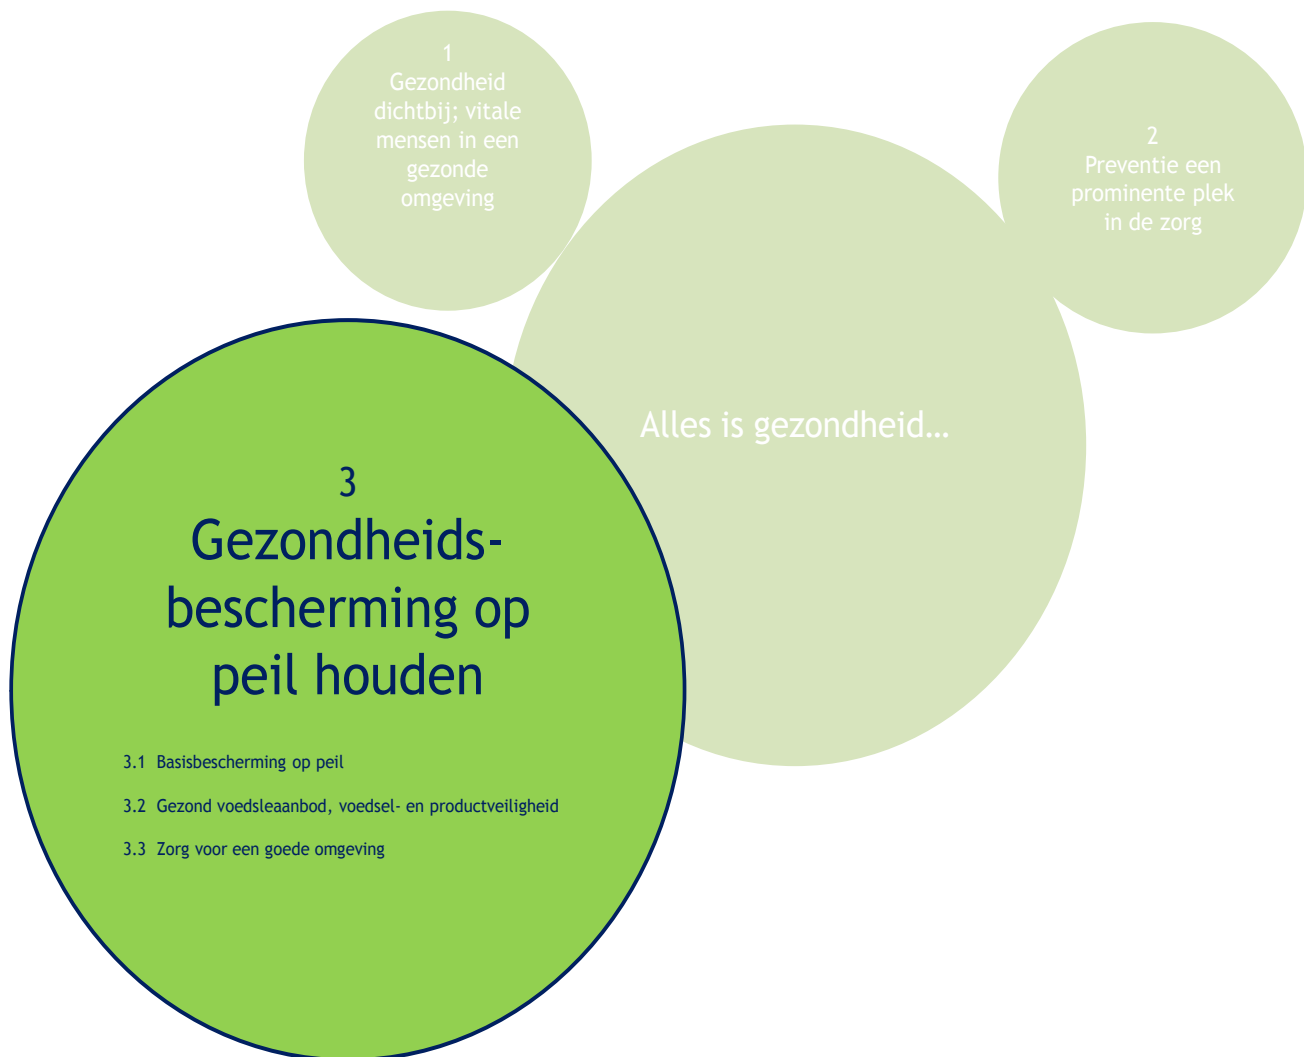 1
Gezondheid
dichtbij; vitale
mensen in een
gezonde
omgeving
2
Preventie een
prominente plek
in de zorg
Alles is gezondheid…
3
Gezondheids-
bescherming op
peil houden
3.1 Basisbescherming op peil
3.2 Gezond voedsleaanbod, voedsel- en productveiligheid
3.3 Zorg voor een goede omgeving